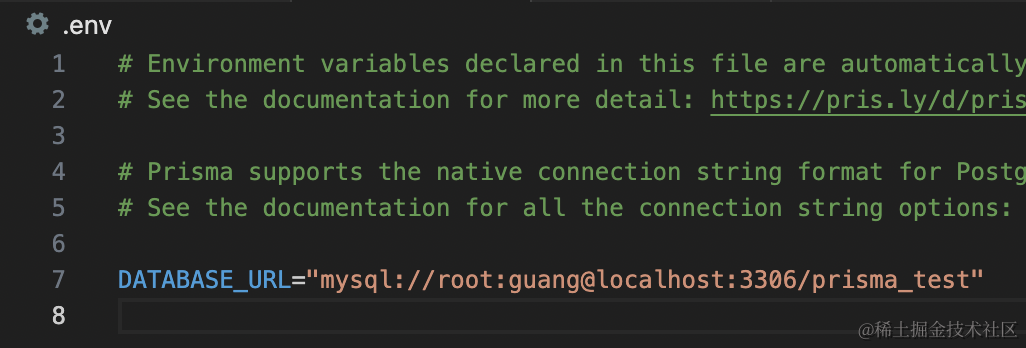 .env
1 # Environment variables declared in this file are automatically
2 # See the documentation for more detail: https://pris.ly/d/pris
3
4 # Prisma supports the native connection string format for Postg
5 # See the documentation for all the connection string options:
6
7 DATABASE_URL="mysql://root:guang@localhost:3306/prisma_test"
8
@稀土掘金技术社区